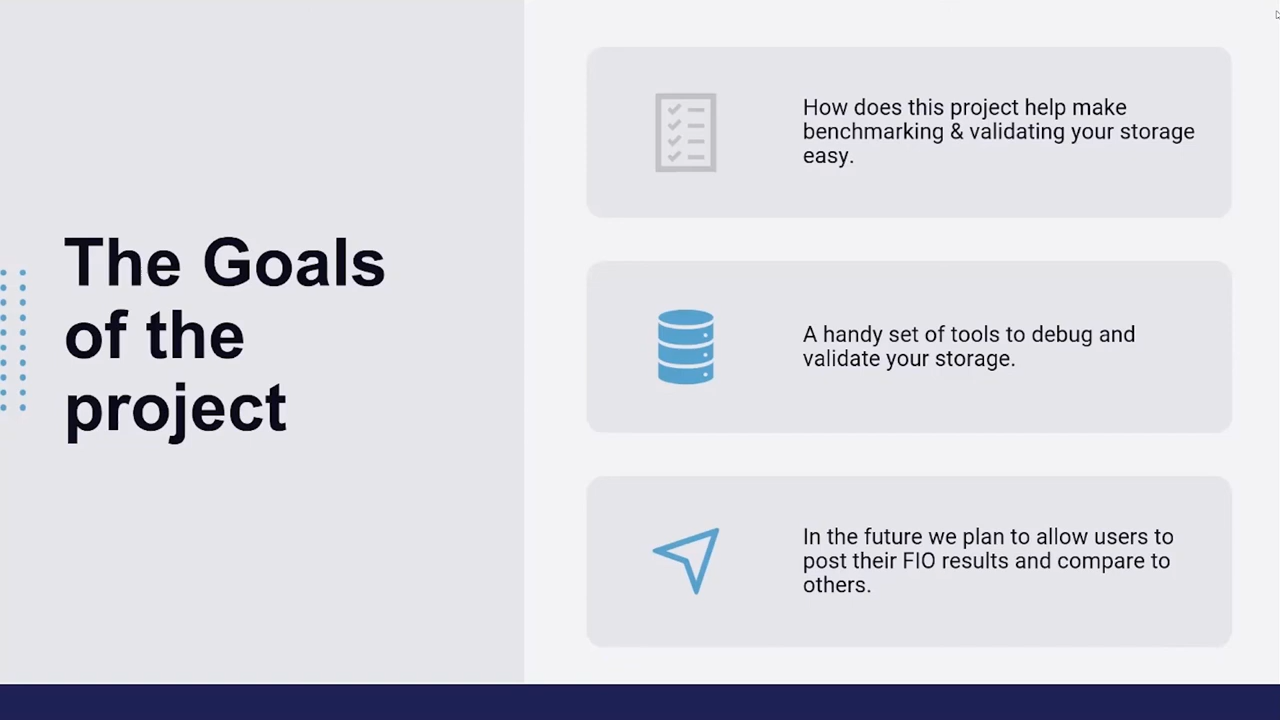 The Goals
of the
project
How does this project help make
benchmarking & validating your storage
easy.
A handy set of tools to debug and
validate your storage.
In the future we plan to allow users to
post their FIO results and compare to
others.